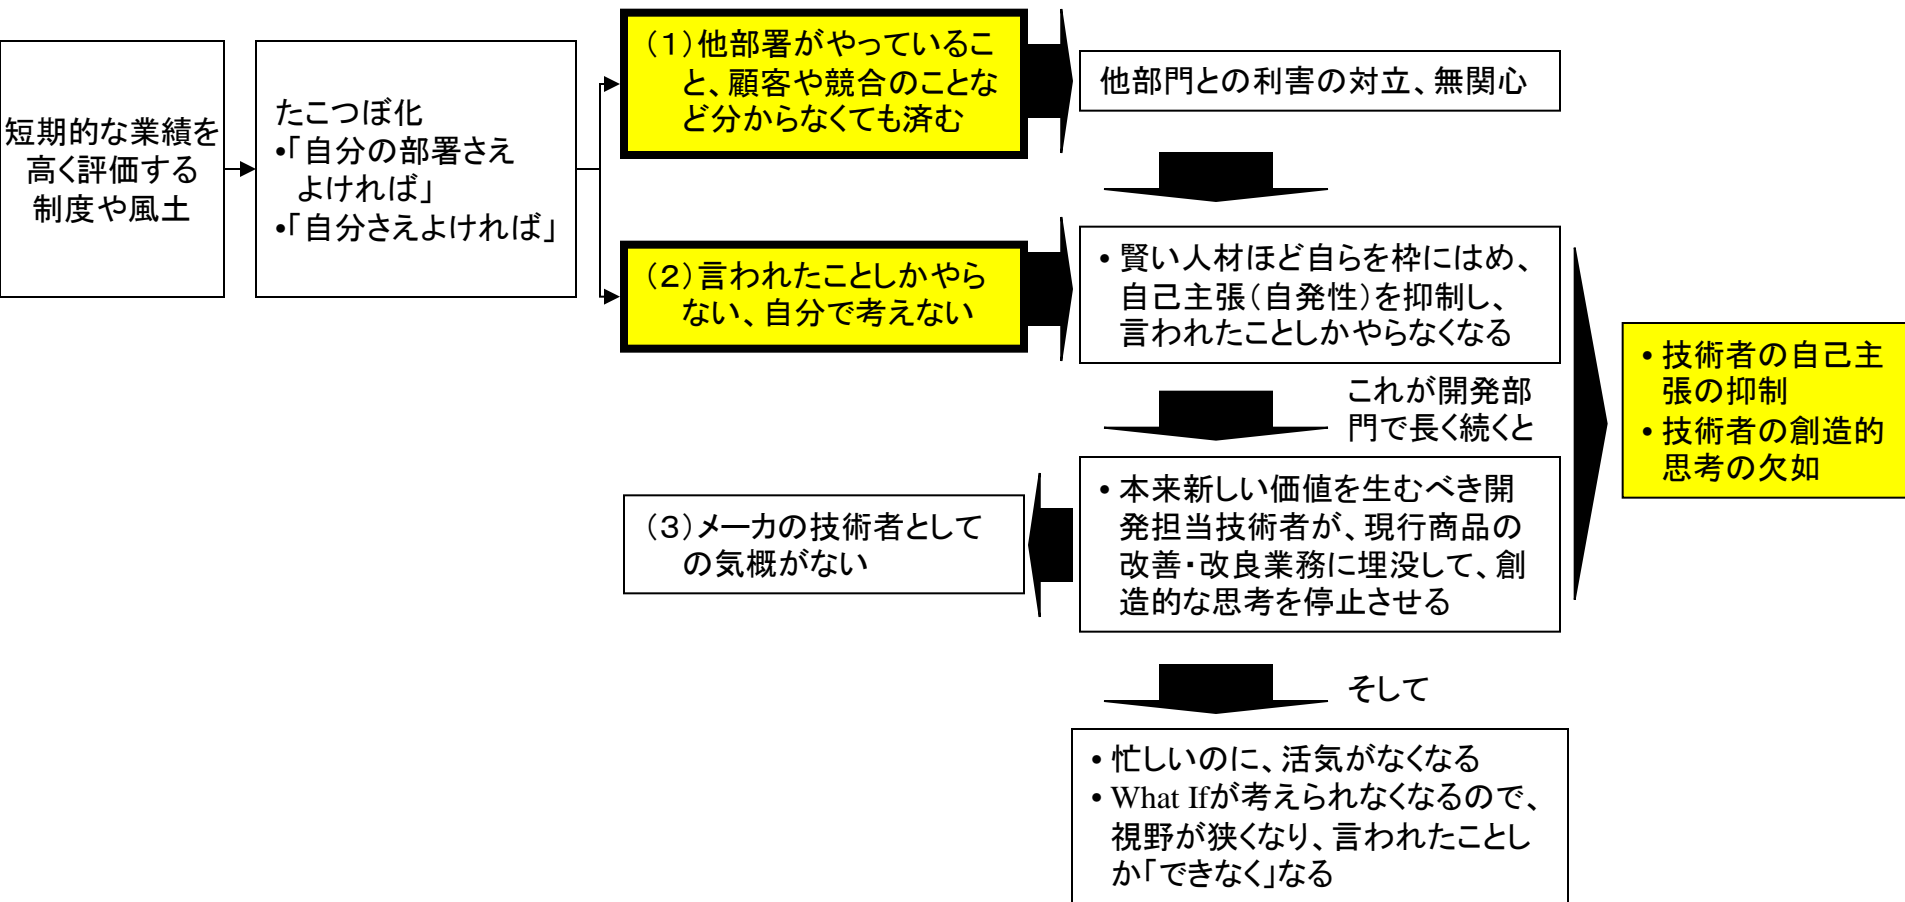 短期的な業績を
高く評価する
制度や風土
たこつぼ化
•「自分の部署さえ
よければ」
•「自分さえよければ」
（１）他部署がやっているこ
と、顧客や競合のことな
ど分からなくても済む
他部門との利害の対立、無関心
（２）言われたことしかやら
ない、自分で考えない
• 賢い人材ほど自らを枠にはめ、
自己主張（自発性）を抑制し、
言われたことしかやらなくなる
これが開発部
門で長く続くと
• 技術者の自己主
張の抑制
• 技術者の創造的
思考の欠如
（３）メーカの技術者として
の気概がない
• 本来新しい価値を生むべき開
発担当技術者が、現行商品の
改善・改良業務に埋没して、創
造的な思考を停止させる
そして
• 忙しいのに、活気がなくなる
• What Ifが考えられなくなるので、
視野が狭くなり、言われたことし
か「できなく」なる